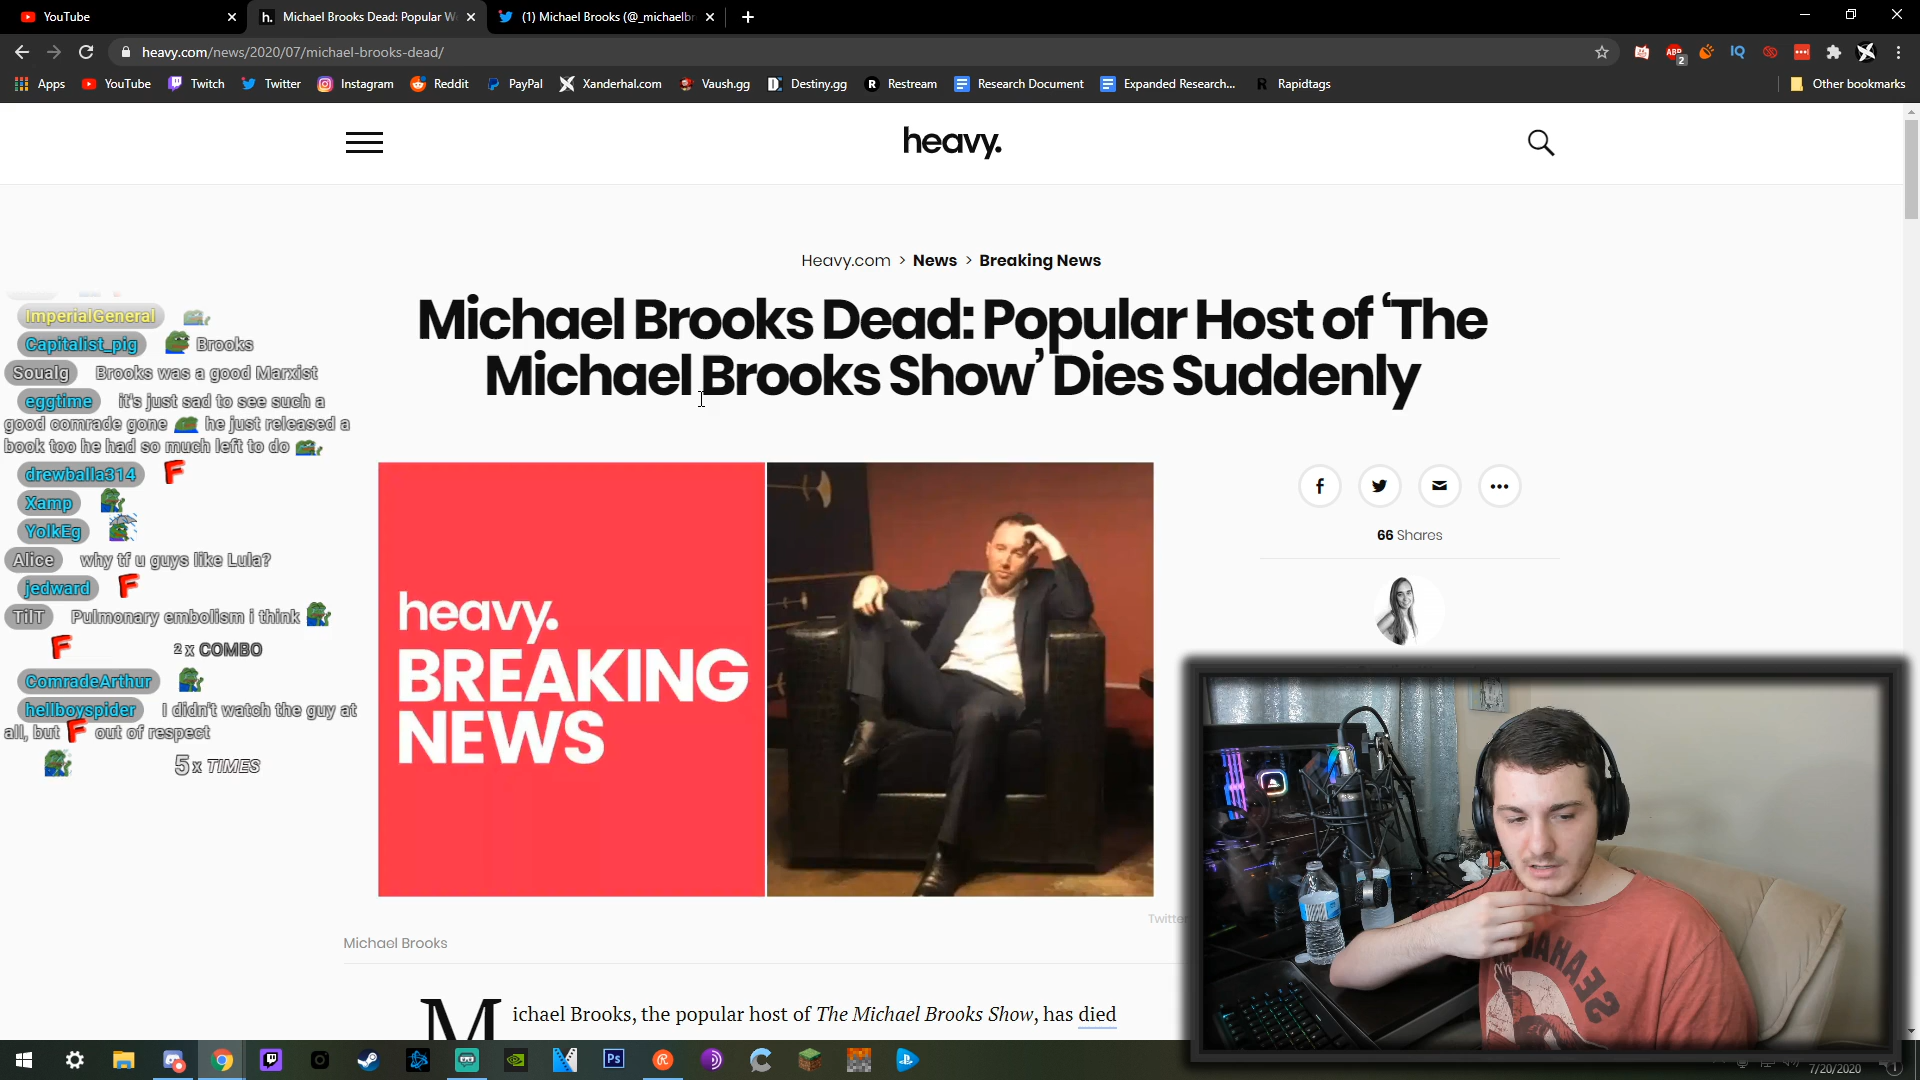 YouTube
Michael Brooks Dead: Popular W
(1) Michael Brooks (@_michaelbr
heavy.com/news/2020/07/michael-brooks-dead/
Apps YouTube Twitch Twitter Instagram Reddit PayPal Xanderhal.com Vaush.gg Destiny.gg Restream Research Document Expanded Research... Rapidtags Other bookmarks
heavy.
Heavy.com > News > Breaking News
Michael Brooks Dead: Popular Host of ‘The
Michael Brooks Show’ Dies Suddenly
ImperialGeneral
Capitalist_pig Brooks
Soualg Brooks was a good Marxist
eggtime it's just sad to see such a
good comrade gone he just released a
book too he had so much left to do
drewballa314 F
Xamp
YolkEg
Alice why tf u guys like Lula?
jedward F
TilT Pulmonary embolism i think
F 2 x COMBO
ComradeArthur
hellboyspider I didn't watch the guy at
all, but F out of respect
5 x TIMES
heavy.
BREAKING
NEWS
66 Shares
Twitter
Michael Brooks
Michael Brooks, the popular host of The Michael Brooks Show, has died
SEAHA
7/20/2020